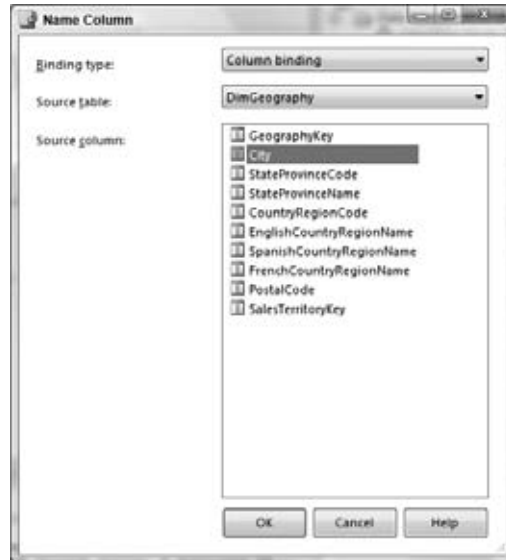 Name Column
Binding type:
Column binding
Source table:
DimGeography
Source column:
GeographyKey
City
StateProvinceCode
StateProvinceName
CountryRegionCode
EnglishCountryRegionName
SpanishCountryRegionName
FrenchCountryRegionName
PostalCode
SalesTerritoryKey
OK
Cancel
Help